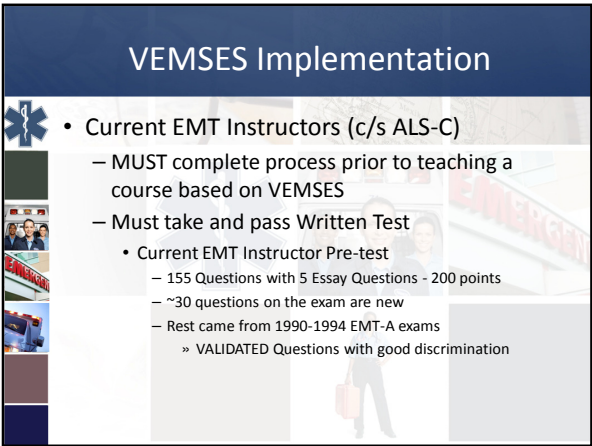 VEMSES Implementation
• Current EMT Instructors (c/s ALS-C)
– MUST complete process prior to teaching a
course based on VEMSES
– Must take and pass Written Test
• Current EMT Instructor Pre-test
– 155 Questions with 5 Essay Questions - 200 points
– ~30 questions on the exam are new
– Rest came from 1990-1994 EMT-A exams
» VALIDATED Questions with good discrimination
EMERGEN